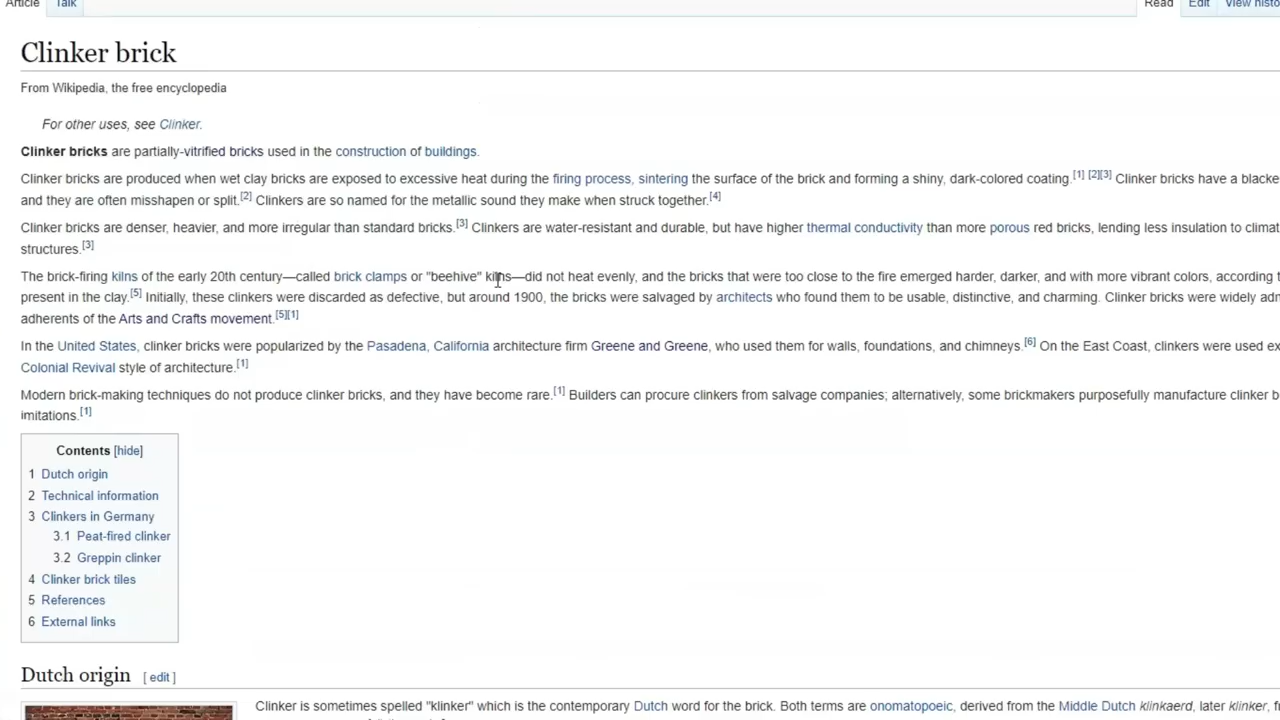 Article Talk Read Edit View histo
Clinker brick
From Wikipedia, the free encyclopedia
For other uses, see Clinker.
Clinker bricks are partially-vitrified bricks used in the construction of buildings.
Clinker bricks are produced when wet clay bricks are exposed to excessive heat during the firing process, sintering the surface of the brick and forming a shiny, dark-colored coating.[1] [2][3] Clinker bricks have a blacke
and they are often misshapen or split.[2] Clinkers are so named for the metallic sound they make when struck together.[4]
Clinker bricks are denser, heavier, and more irregular than standard bricks.[3] Clinkers are water-resistant and durable, but have higher thermal conductivity than more porous red bricks, lending less insulation to climat
structures.[3]
The brick-firing kilns of the early 20th century—called brick clamps or "beehive" kilns—did not heat evenly, and the bricks that were too close to the fire emerged harder, darker, and with more vibrant colors, according t
present in the clay.[5] Initially, these clinkers were discarded as defective, but around 1900, the bricks were salvaged by architects who found them to be usable, distinctive, and charming. Clinker bricks were widely adm
adherents of the Arts and Crafts movement.[5][1]
In the United States, clinker bricks were popularized by the Pasadena, California architecture firm Greene and Greene, who used them for walls, foundations, and chimneys.[6] On the East Coast, clinkers were used ex
Colonial Revival style of architecture.[1]
Modern brick-making techniques do not produce clinker bricks, and they have become rare.[1] Builders can procure clinkers from salvage companies; alternatively, some brickmakers purposefully manufacture clinker b
imitations.[1]
Contents [hide]
1 Dutch origin
2 Technical information
3 Clinkers in Germany
3.1 Peat-fired clinker
3.2 Greppin clinker
4 Clinker brick tiles
5 References
6 External links
Dutch origin [ edit ]
Clinker is sometimes spelled "klinker" which is the contemporary Dutch word for the brick. Both terms are onomatopoeic, derived from the Middle Dutch klinkaerd, later klinker, f